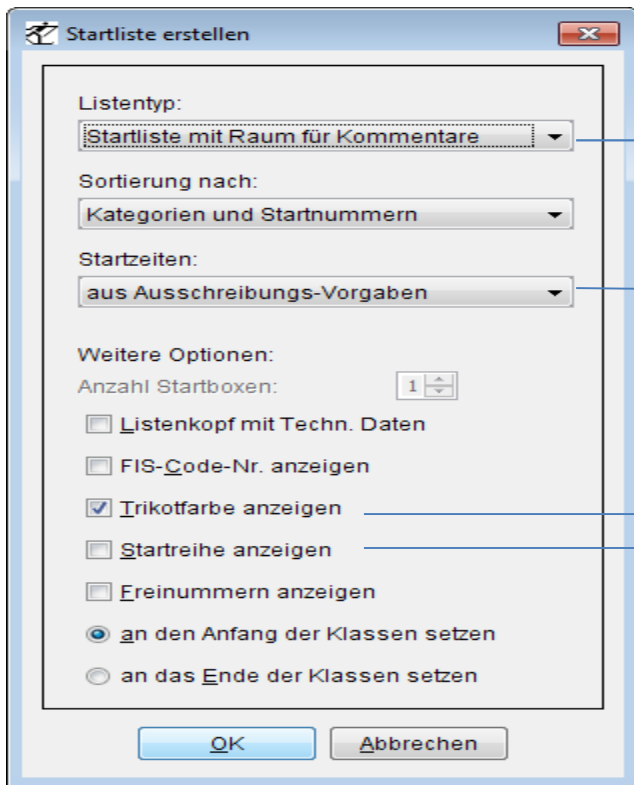 Startliste erstellen
Listentyp:
Startliste mit Raum für Kommentare
Sortierung nach:
Kategorien und Startnummern
Startzeiten:
aus Ausschreibungs-Vorgaben
Weitere Optionen:
Anzahl Startboxen: 1
Listenkopf mit Techn. Daten
FIS-Code-Nr. anzeigen
Trikotfarbe anzeigen
Startreihe anzeigen
Freinummern anzeigen
an den Anfang der Klassen setzen
an das Ende der Klassen setzen
OK Abbrechen